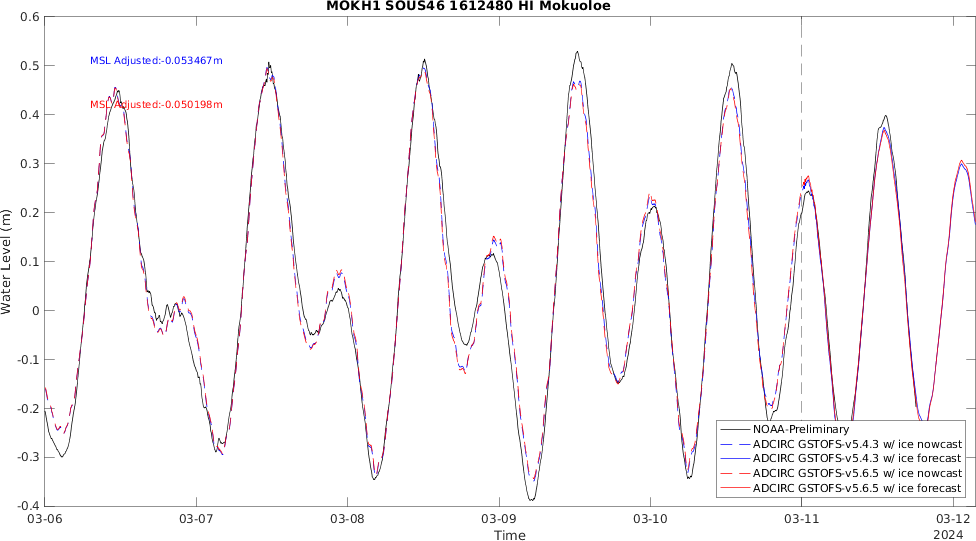 MOKH1 SOUS46 1612480 HI Mokuoloe
0.6
0.5
0.4
0.3
0.2
0.1
0
-0.1
-0.2
-0.3
-0.4
Water Level (m)
MSL Adjusted:-0.053467m
MSL Adjusted:-0.050198m
NOAA-Preliminary
ADCIRC GSTOFS-v5.4.3 w/ ice nowcast
ADCIRC GSTOFS-v5.4.3 w/ ice forecast
ADCIRC GSTOFS-v5.6.5 w/ ice nowcast
ADCIRC GSTOFS-v5.6.5 w/ ice forecast
03-06 03-07 03-08 03-09 03-10 03-11 03-12
2024
Time